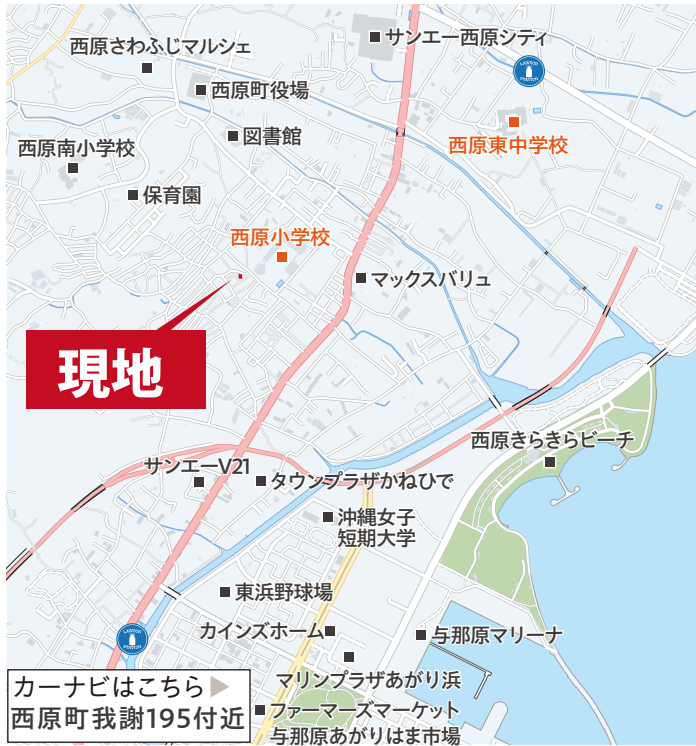 サンエー西原シティ
西原さわふじマルシェ
LAWSON
STATION
西原町役場
図書館
西原東中学校
西原南小学校
保育園
西原小学校
マックスバリュ
現地
西原きらきらビーチ
サンエーV21
タウンプラザかねひで
沖縄女子
短期大学
東浜野球場
カインズホーム
与那原マリーナ
LAWSON
STATION
マリンプラザあがり浜
カーナビはこちら▶
西原町我謝195付近
ファーマーズマーケット
与那原あがりはま市場